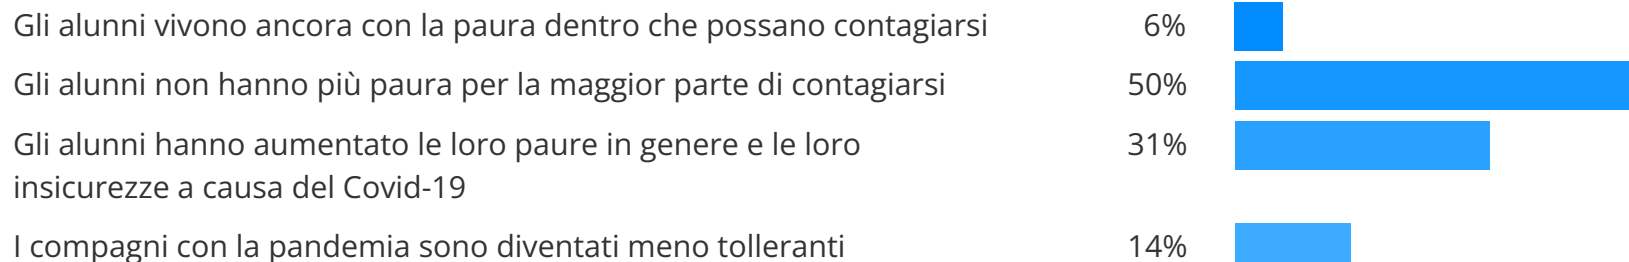 Gli alunni vivono ancora con la paura dentro che possano contagiarsi 6%
Gli alunni non hanno più paura per la maggior parte di contagiarsi 50%
Gli alunni hanno aumentato le loro paure in genere e le loro 31%
insicurezze a causa del Covid-19
I compagni con la pandemia sono diventati meno tolleranti 14%